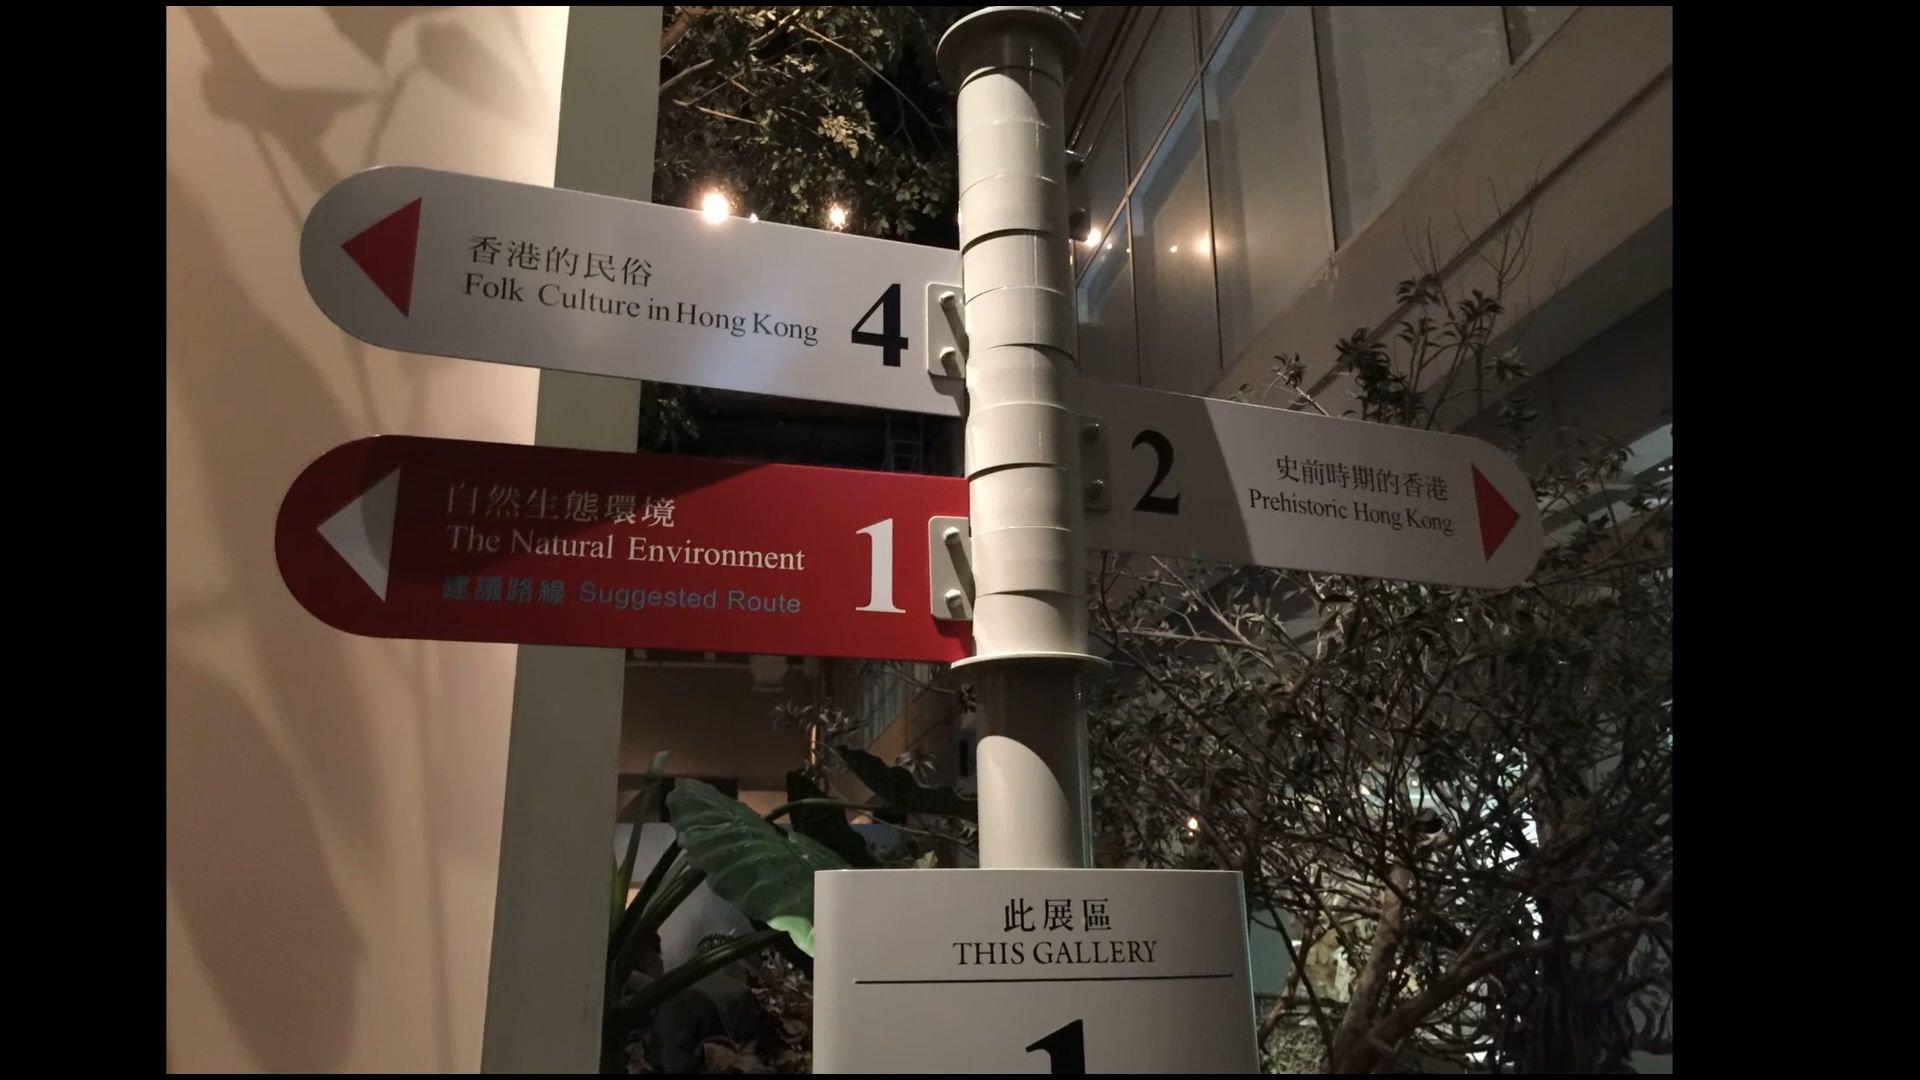 香港的民俗
Folk Culture in Hong Kong
4
自然生態環境
The Natural Environment
建議路線 Suggested Route
1
2
史前時期的香港
Prehistoric Hong Kong
此展區
THIS GALLERY
1